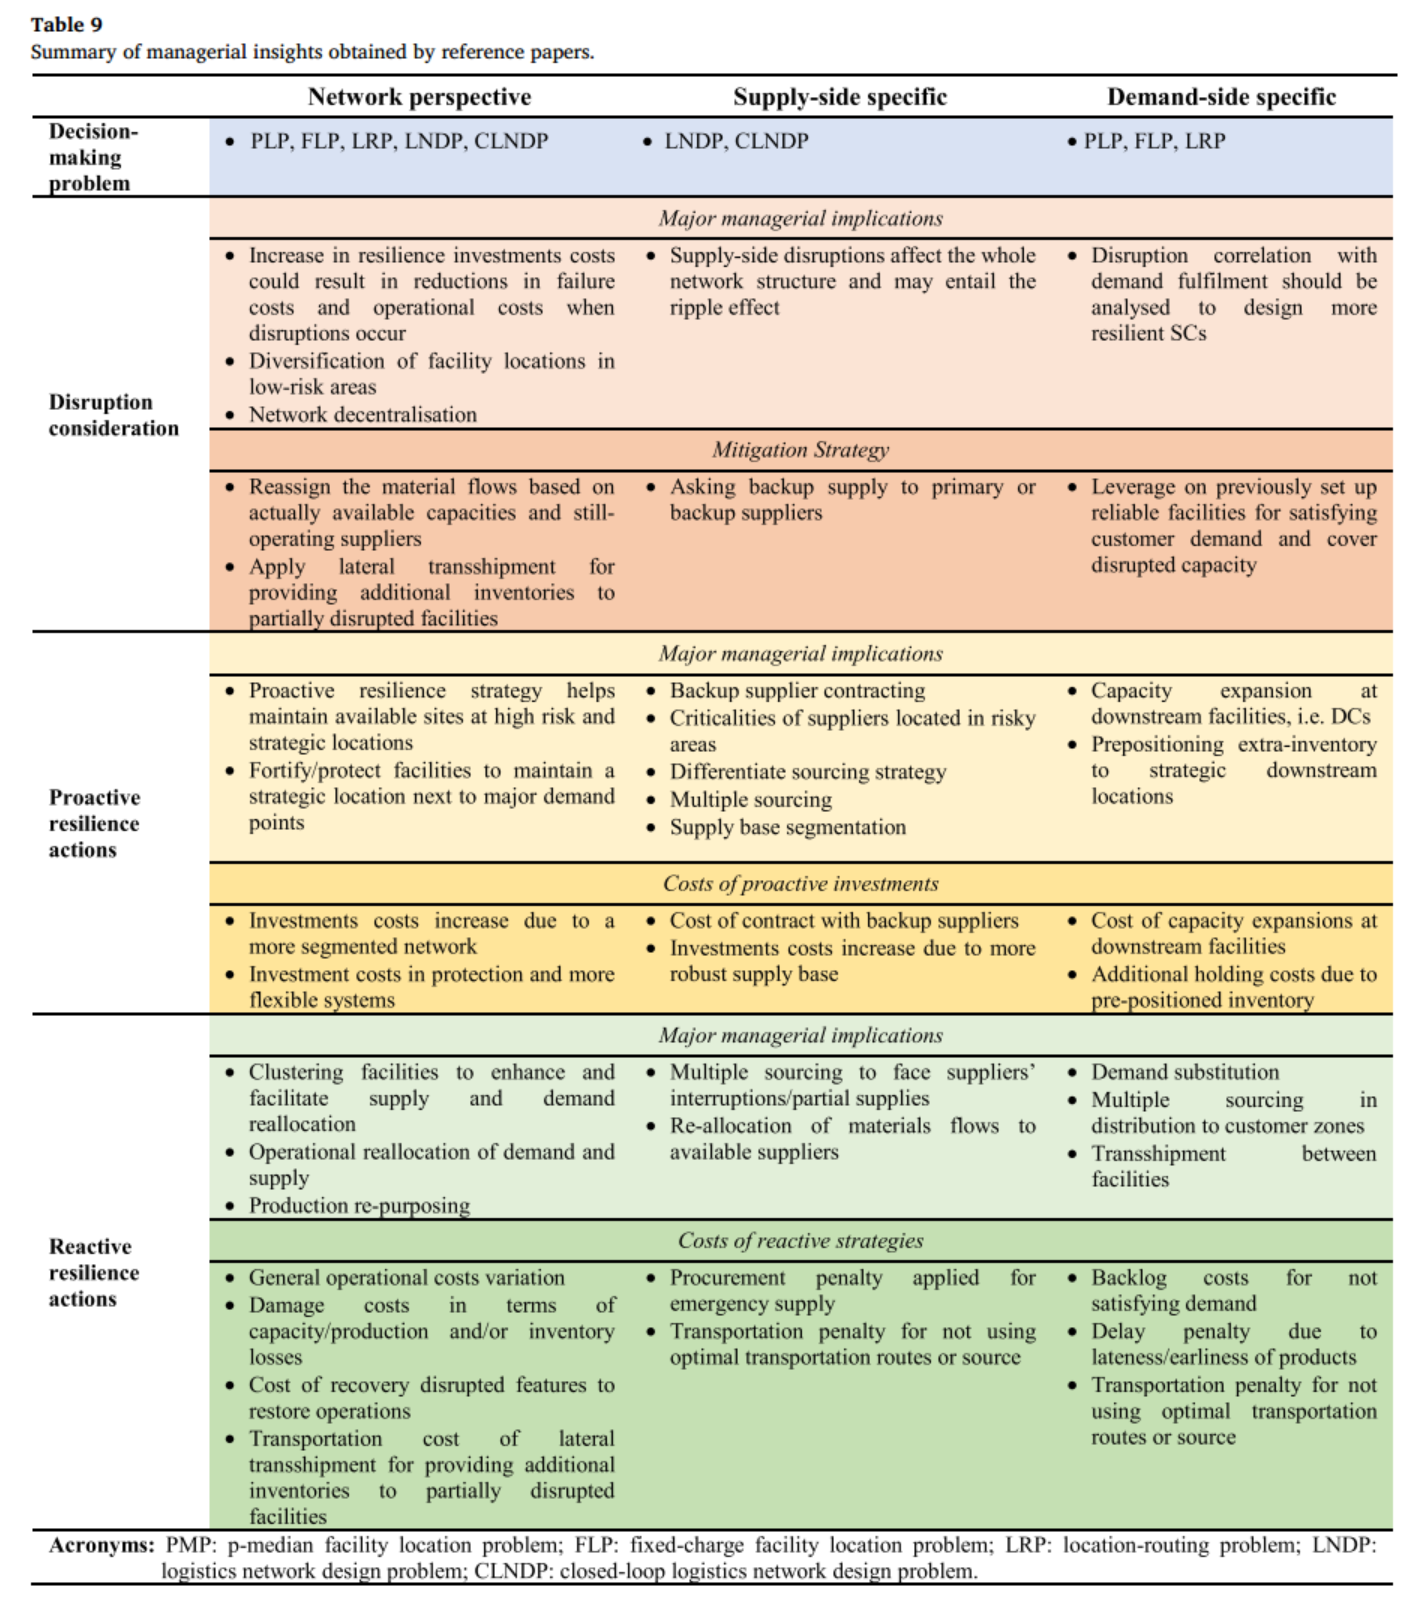 Table 9
Summary of managerial insights obtained by reference papers.
Network perspective
Supply-side specific
Demand-side specific
Decision-
making
problem
• PLP, FLP, LRP, LNDP, CLNDP
• LNDP, CLNDP
• PLP, FLP, LRP
Disruption
consideration
Major managerial implications
• Increase in resilience investments costs
could result in reductions in failure
costs and operational costs when
disruptions occur
• Diversification of facility locations in
low-risk areas
• Network decentralisation
• Supply-side disruptions affect the whole
network structure and may entail the
ripple effect
• Disruption correlation with
demand fulfilment should be
analysed to design more
resilient SCs
Mitigation Strategy
• Reassign the material flows based on
actually available capacities and still-
operating suppliers
• Apply lateral transshipment for
providing additional inventories to
partially disrupted facilities
• Asking backup supply to primary or
backup suppliers
• Leverage on previously set up
reliable facilities for satisfying
customer demand and cover
disrupted capacity
Proactive
resilience
actions
Major managerial implications
• Proactive resilience strategy helps
maintain available sites at high risk and
strategic locations
• Fortify/protect facilities to maintain a
strategic location next to major demand
points
• Backup supplier contracting
• Criticalities of suppliers located in risky
areas
• Differentiate sourcing strategy
• Multiple sourcing
• Supply base segmentation
• Capacity expansion at
downstream facilities, i.e. DCs
• Prepositioning extra-inventory
to strategic downstream
locations
Costs of proactive investments
• Investments costs increase due to a
more segmented network
• Investment costs in protection and more
flexible systems
• Cost of contract with backup suppliers
• Investments costs increase due to more
robust supply base
• Cost of capacity expansions at
downstream facilities
• Additional holding costs due to
pre-positioned inventory
Reactive
resilience
actions
Major managerial implications
• Clustering facilities to enhance and
facilitate supply and demand
reallocation
• Operational reallocation of demand and
supply
• Production re-purposing
• Multiple sourcing to face suppliers’
interruptions/partial supplies
• Re-allocation of materials flows to
available suppliers
• Demand substitution
• Multiple sourcing in
distribution to customer zones
• Transshipment between
facilities
Costs of reactive strategies
• General operational costs variation
• Damage costs in terms of
capacity/production and/or inventory
losses
• Cost of recovery disrupted features to
restore operations
• Transportation cost of lateral
transshipment for providing additional
inventories to partially disrupted
facilities
• Procurement penalty applied for
emergency supply
• Transportation penalty for not using
optimal transportation routes or source
• Backlog costs for not
satisfying demand
• Delay penalty due to
lateness/earliness of products
• Transportation penalty for not
using optimal transportation
routes or source
Acronyms: PMP: p-median facility location problem; FLP: fixed-charge facility location problem; LRP: location-routing problem; LNDP:
logistics network design problem; CLNDP: closed-loop logistics network design problem.